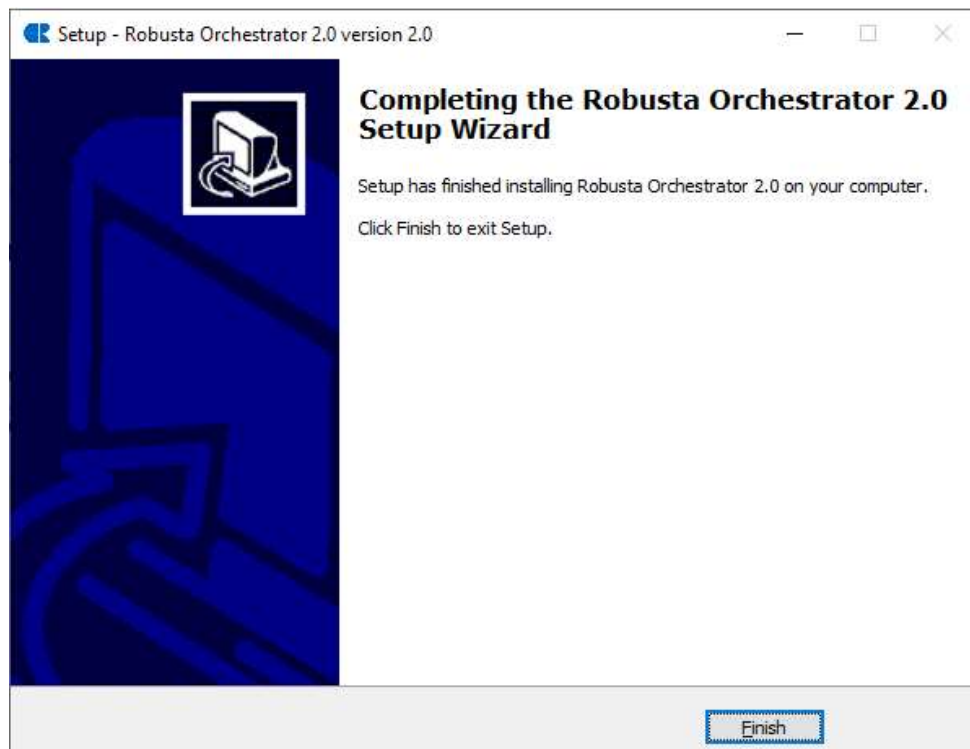 Setup - Robusta Orchestrator 2.0 version 2.0
Completing the Robusta Orchestrator 2.0
Setup Wizard
Setup has finished installing Robusta Orchestrator 2.0 on your computer.
Click Finish to exit Setup.
Finish